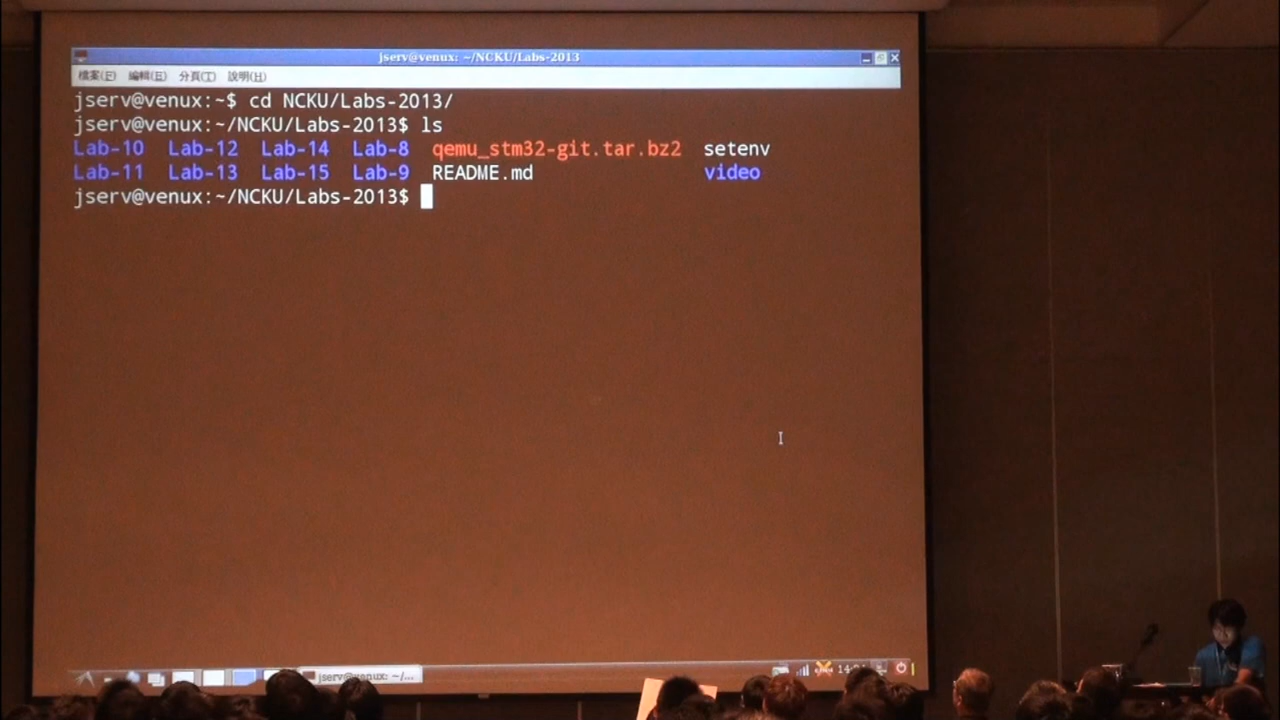 jserv@venux: ~/NCKU/Labs-2013
檔案(F) 編輯(E) 分頁(T) 說明(H)
jserv@venux:~$ cd NCKU/Labs-2013/
jserv@venux:~/NCKU/Labs-2013$ ls
Lab-10 Lab-12 Lab-14 Lab-8 qemu_stm32-git.tar.bz2 setenv
Lab-11 Lab-13 Lab-15 Lab-9 README.md video
jserv@venux:~/NCKU/Labs-2013$
jserv@venux: ~/...